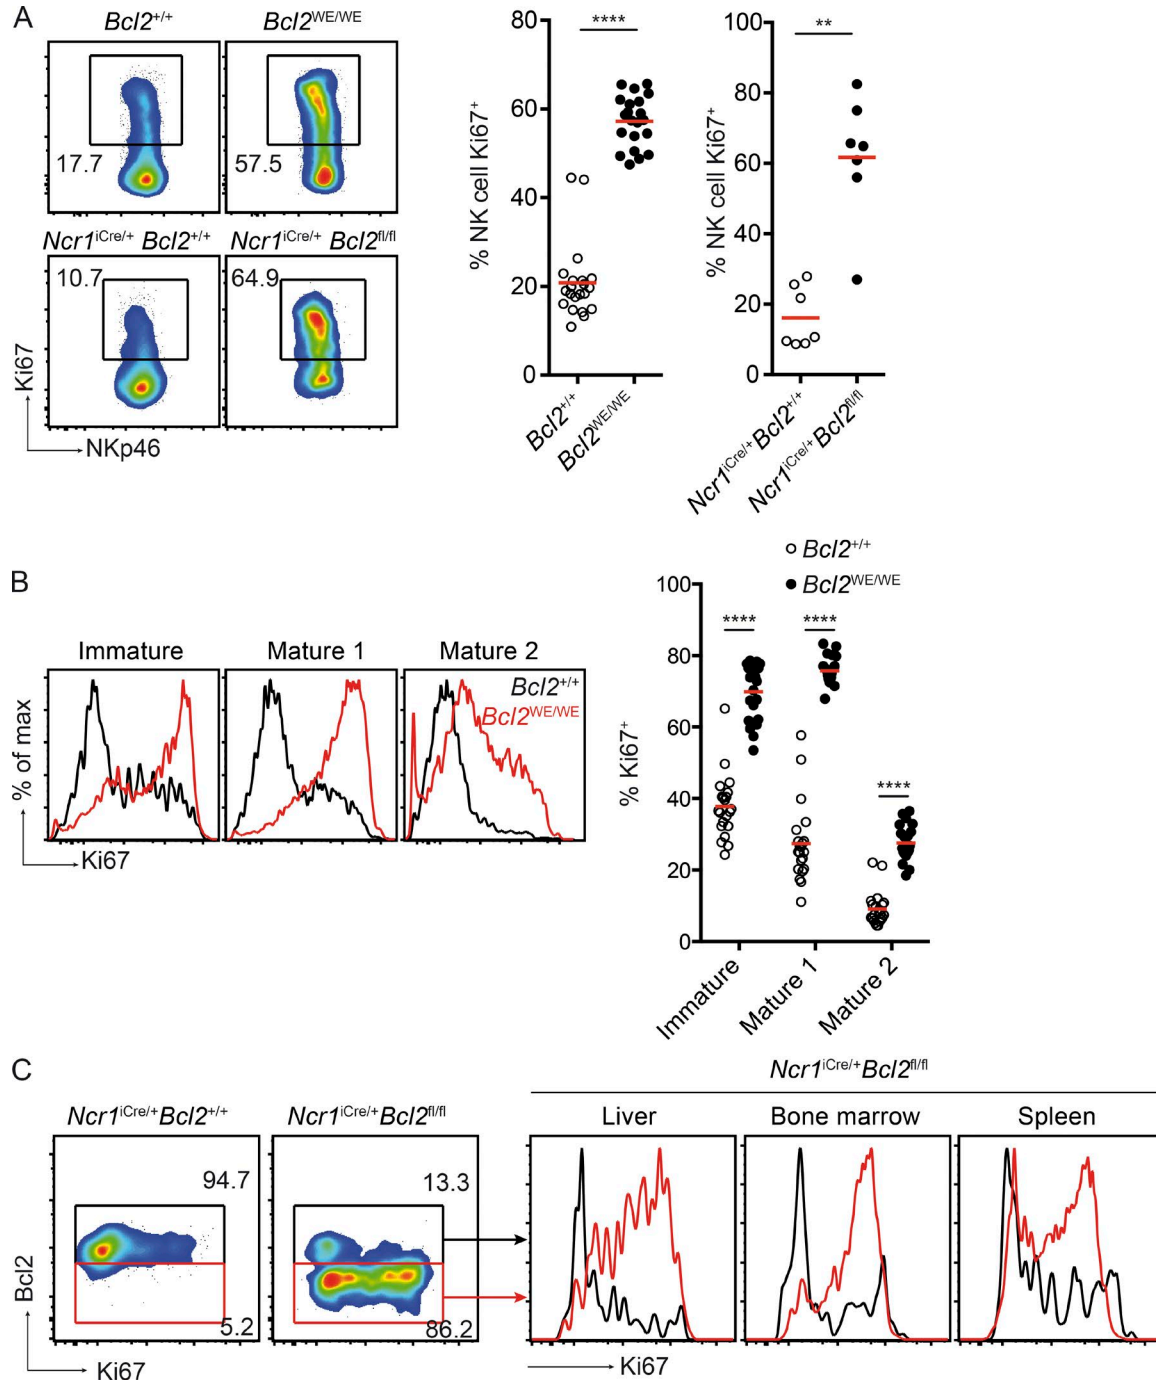 A
Bcl2+/+
Bcl2WE/WE
17.7
57.5
Ncr1iCre/+ Bcl2+/+
Ncr1iCre/+ Bcl2fl/fl
10.7
64.9
Ki67
NKp46
% NK cell Ki67+
80
60
40
20
0
****
Bcl2+/+
Bcl2WE/WE
% NK cell Ki67+
100
80
60
40
20
0
**
Ncr1iCre/+Bcl2+/+
Ncr1iCre/+Bcl2fl/fl
B
Immature
Mature 1
Mature 2
Bcl2+/+
Bcl2WE/WE
% of max
Ki67
Bcl2+/+
Bcl2WE/WE
% Ki67+
100
80
60
40
20
0
****
****
****
Immature
Mature 1
Mature 2
C
Ncr1iCre/+Bcl2+/+
Ncr1iCre/+Bcl2fl/fl
94.7
5.2
13.3
86.2
Bcl2
Ki67
Ncr1iCre/+Bcl2fl/fl
Liver
Bone marrow
Spleen
Ki67